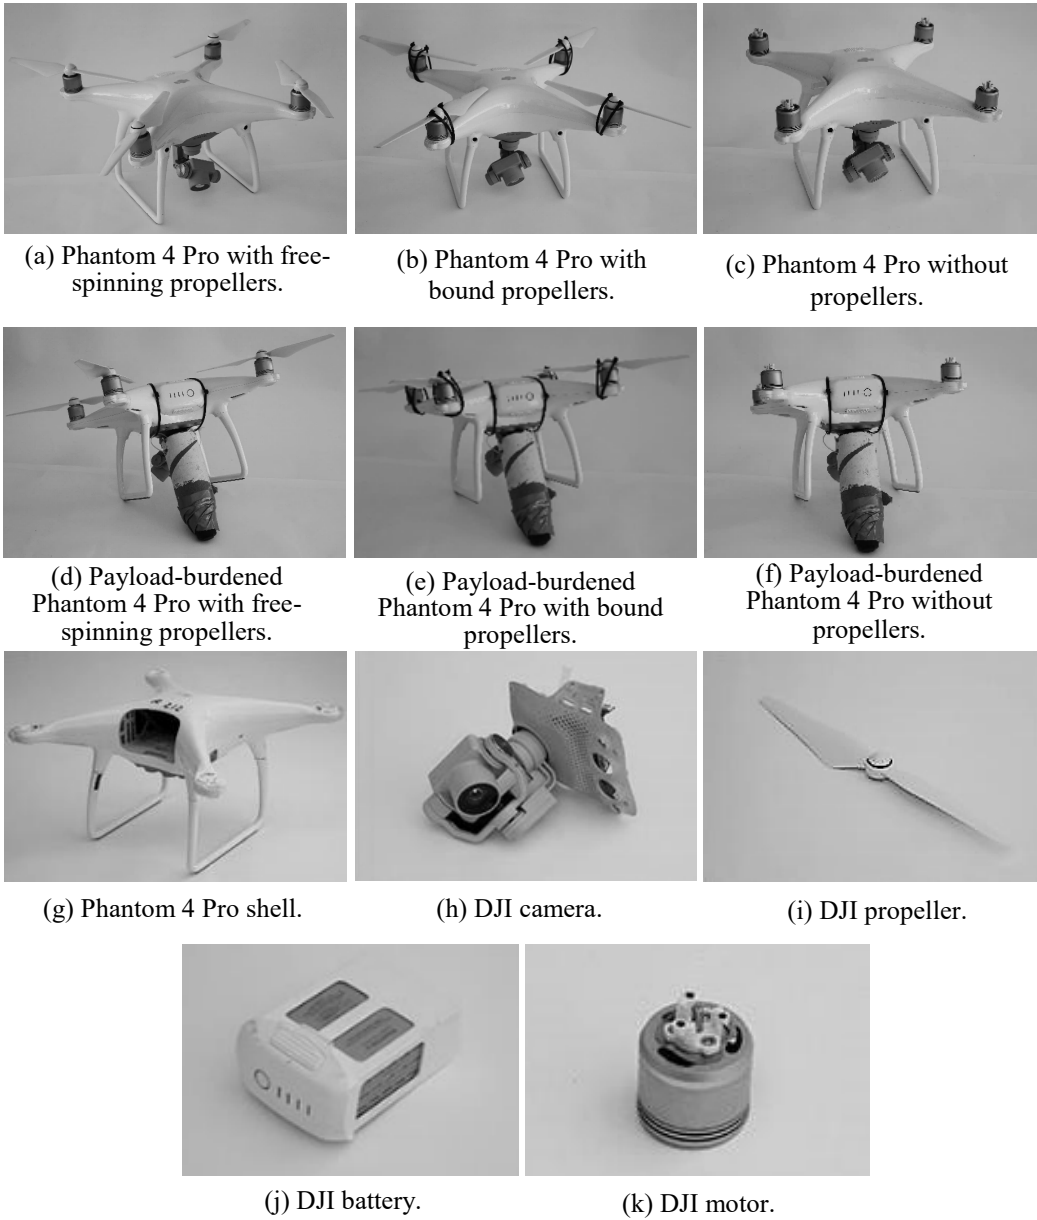 (a) Phantom 4 Pro with free-
spinning propellers.
(b) Phantom 4 Pro with
bound propellers.
(c) Phantom 4 Pro without
propellers.
(d) Payload-burdened
Phantom 4 Pro with free-
spinning propellers.
(e) Payload-burdened
Phantom 4 Pro with bound
propellers.
(f) Payload-burdened
Phantom 4 Pro without
propellers.
(g) Phantom 4 Pro shell.
(h) DJI camera.
(i) DJI propeller.
(j) DJI battery.
(k) DJI motor.